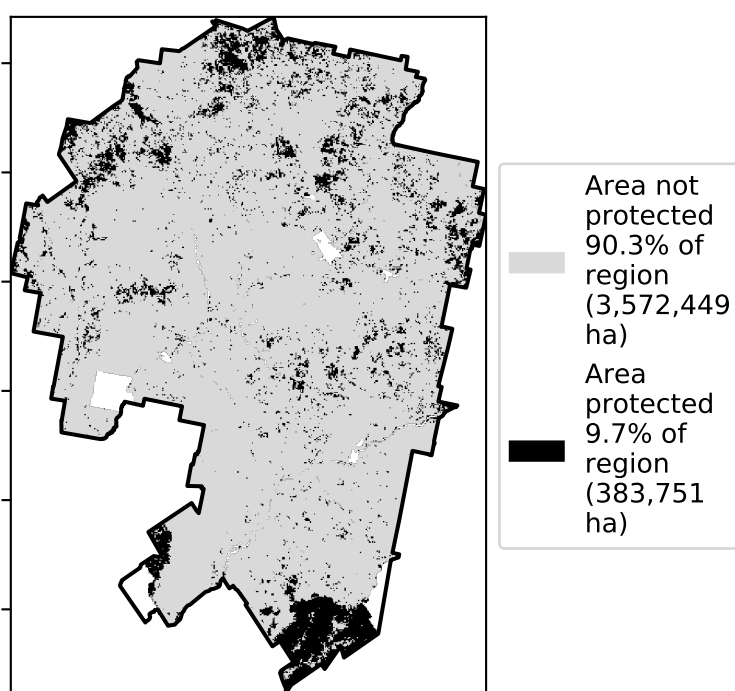 Area not
protected
90.3% of
region
(3,572,449
ha)
Area
protected
9.7% of
region
(383,751
ha)